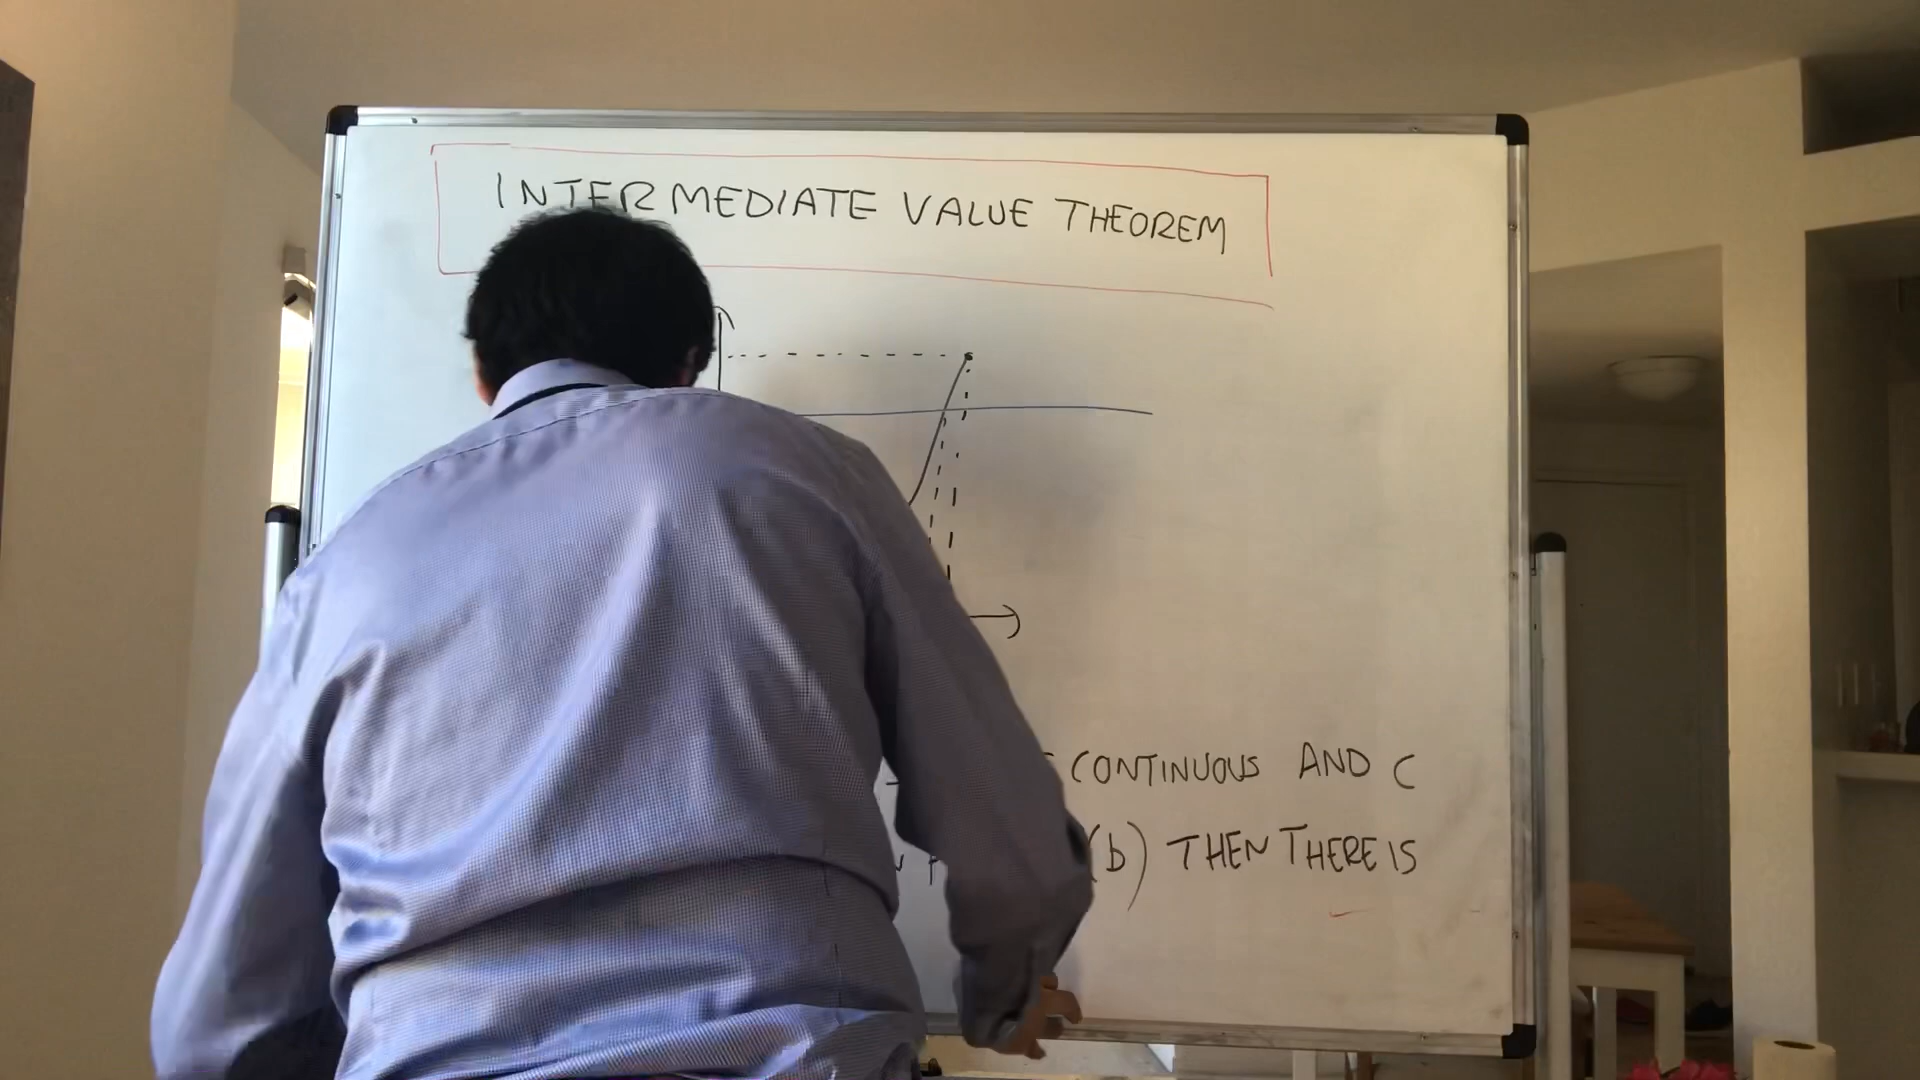 INTERMEDIATE VALUE THEOREM
CONTINUOUS AND C
(b) THEN THERE IS